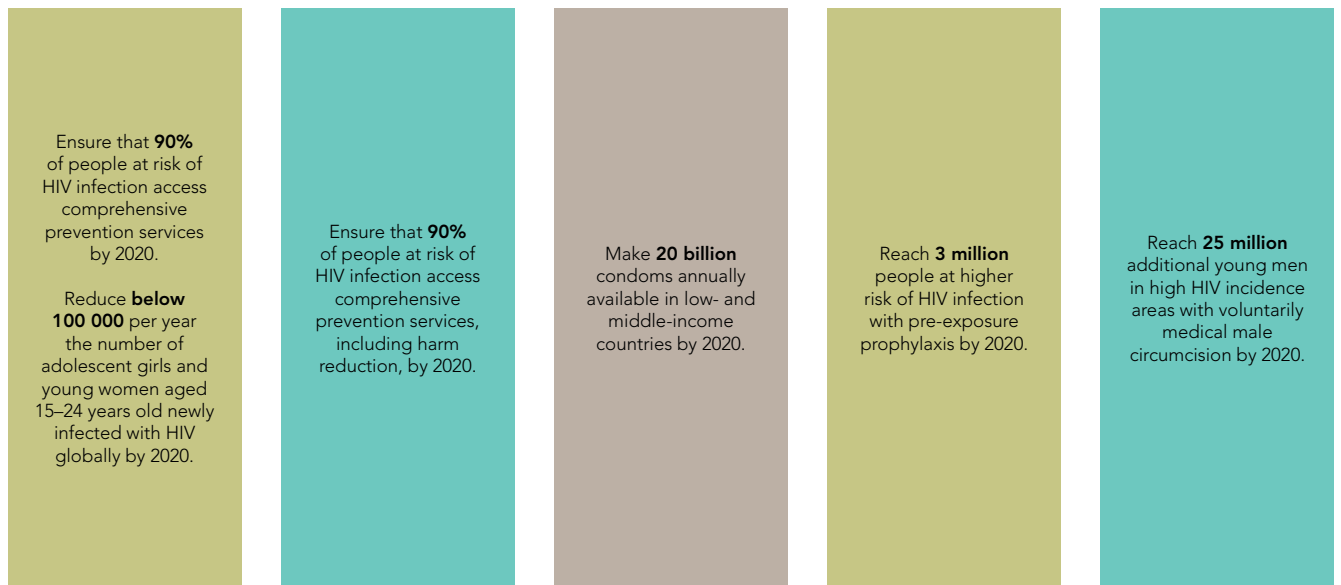 Ensure that 90%
of people at risk of
HIV infection access
comprehensive
prevention services
by 2020.
Reduce below
100 000 per year
the number of
adolescent girls and
young women aged
15–24 years old newly
infected with HIV
globally by 2020.
Ensure that 90%
of people at risk of
HIV infection access
comprehensive
prevention services,
including harm
reduction, by 2020.
Make 20 billion
condoms annually
available in low- and
middle-income
countries by 2020.
Reach 3 million
people at higher
risk of HIV infection
with pre-exposure
prophylaxis by 2020.
Reach 25 million
additional young men
in high HIV incidence
areas with voluntarily
medical male
circumcision by 2020.